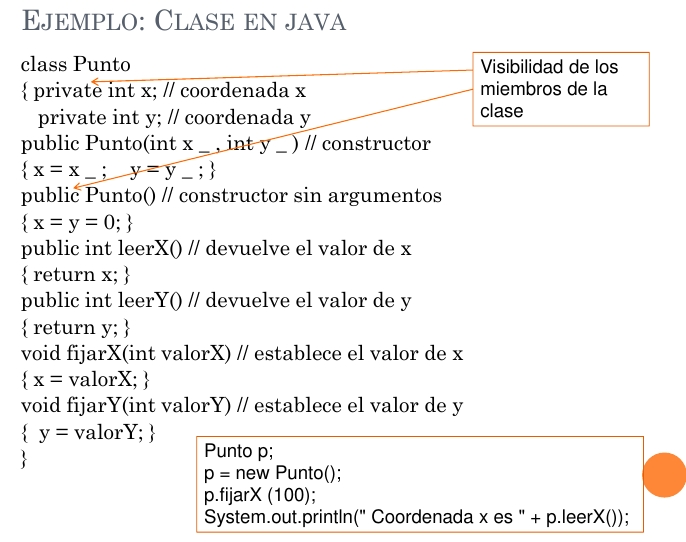 EJEMPLO: CLASE EN JAVA
class Punto
{ private int x; // coordenada x
private int y; // coordenada y
public Punto(int x _ , int y _ ) // constructor
{ x = x _ ; y = y _ ; }
public Punto() // constructor sin argumentos
{ x = y = 0; }
public int leerX() // devuelve el valor de x
{ return x; }
public int leerY() // devuelve el valor de y
{ return y; }
void fijarX(int valorX) // establece el valor de x
{ x = valorX; }
void fijarY(int valorY) // establece el valor de y
{ y = valorY; }
}
Visibilidad de los
miembros de la
clase
Punto p;
p = new Punto();
p.fijarX (100);
System.out.println(" Coordenada x es " + p.leerX());